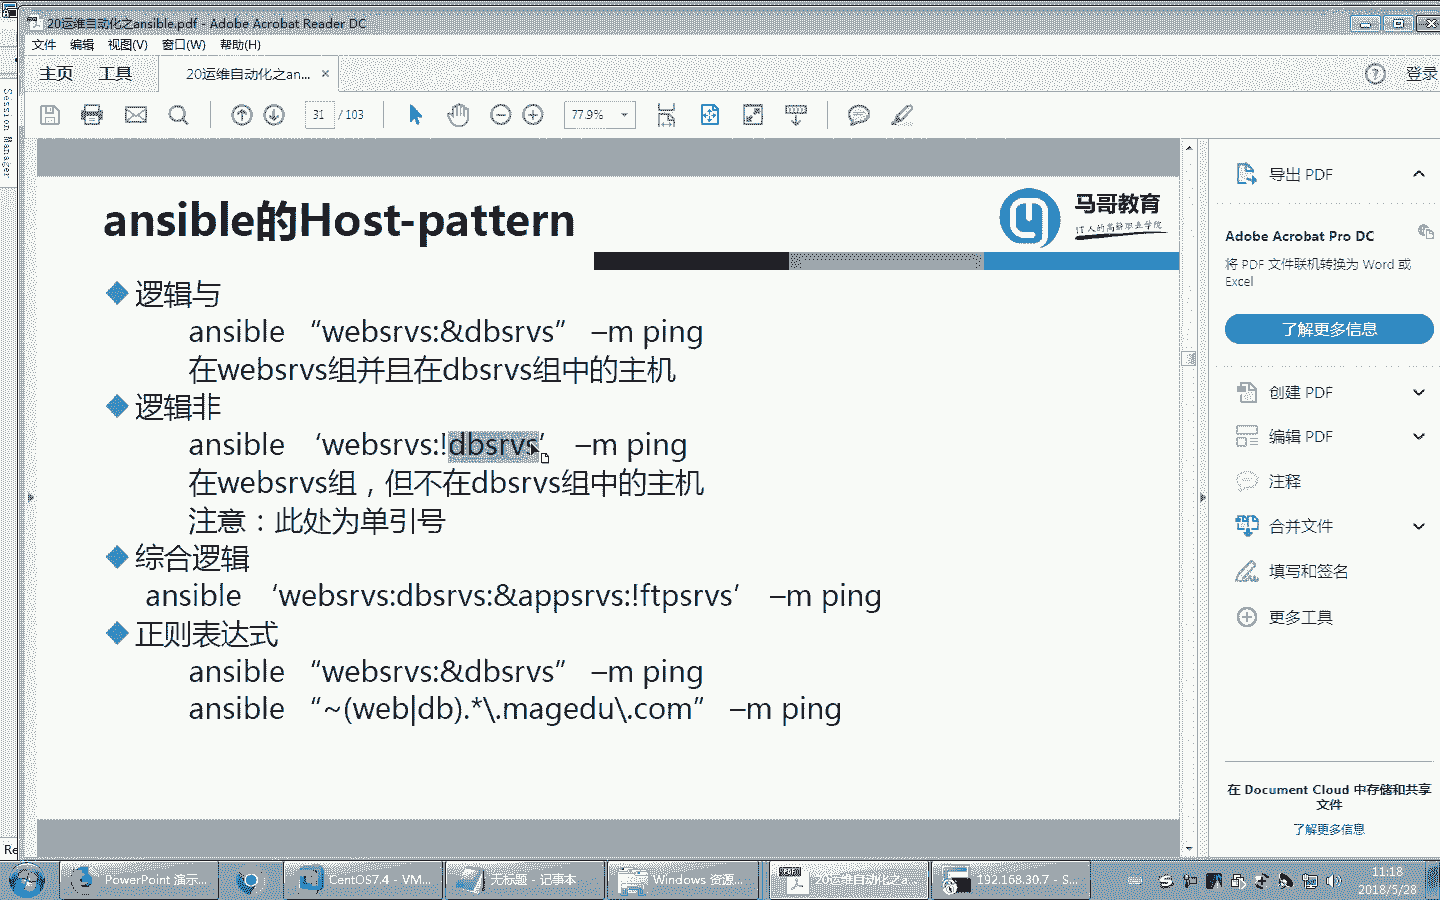 20运维自动化之ansible.pdf - Adobe Acrobat Reader DC
文件 编辑 视图(V) 窗口(W) 帮助(H)
主页 工具 20运维自动化之an... × 登录
31 / 103 77.9%
Session Manager
ansible的Host-pattern
马哥教育
IT人的高薪职业学院
逻辑与
ansible “websrvs:&dbsrvs” –m ping
在websrvs组并且在dbsrvs组中的主机
逻辑非
ansible ‘websrvs:!dbsrvs’ –m ping
在websrvs组，但不在dbsrvs组中的主机
注意：此处为单引号
综合逻辑
ansible ‘websrvs:dbsrvs:&appsrvs:!ftpsrvs’ –m ping
正则表达式
ansible “websrvs:&dbsrvs” –m ping
ansible “~(web|db).*\.magedu\.com” –m ping
导出 PDF
Adobe Acrobat Pro DC
将 PDF 文件联机转换为 Word 或
Excel
了解更多信息
创建 PDF
编辑 PDF
注释
合并文件
填写和签名
更多工具
在 Document Cloud 中存储和共享
文件
了解更多信息
Re
PowerPoint 演示... CentOS7.4 - VM... 无标题 - 记事本 Windows 资源... 20运维自动化之a... 192.168.30.7 - S...
11:18
2018/5/28